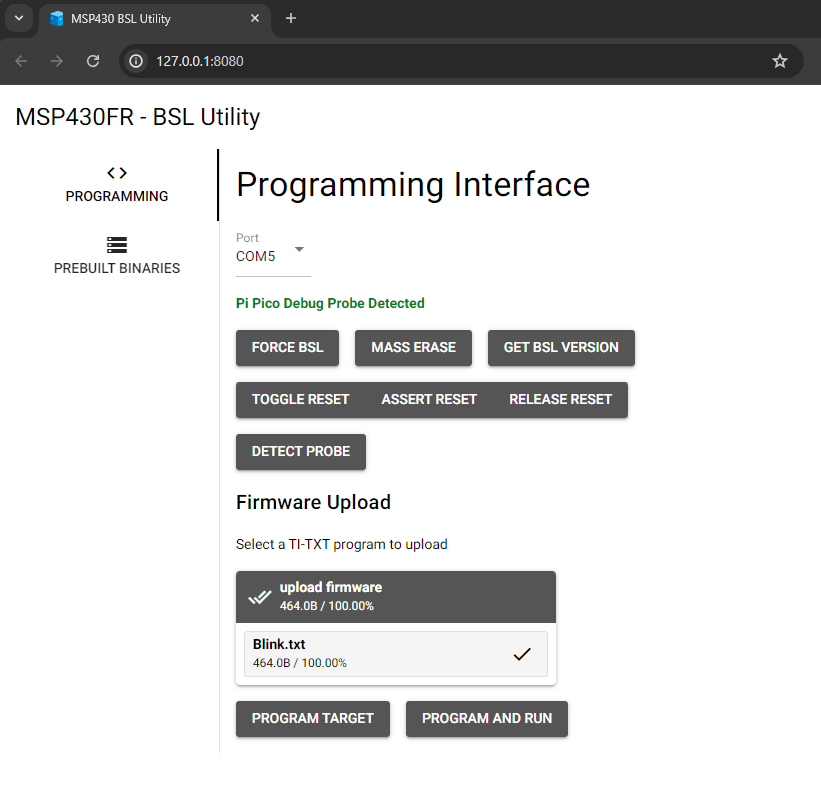 MSP430 BSL Utility
127.0.0.1:8080
MSP430FR - BSL Utility
PROGRAMMING
PREBUILT BINARIES
Programming Interface
Port
COM5
Pi Pico Debug Probe Detected
FORCE BSL MASS ERASE GET BSL VERSION
TOGGLE RESET ASSERT RESET RELEASE RESET
DETECT PROBE
Firmware Upload
Select a TI-TXT program to upload
upload firmware
464.0B / 100.00%
Blink.txt
464.0B / 100.00%
PROGRAM TARGET PROGRAM AND RUN